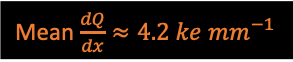 Mean dQ/dx ≈ 4.2 ke mm⁻¹